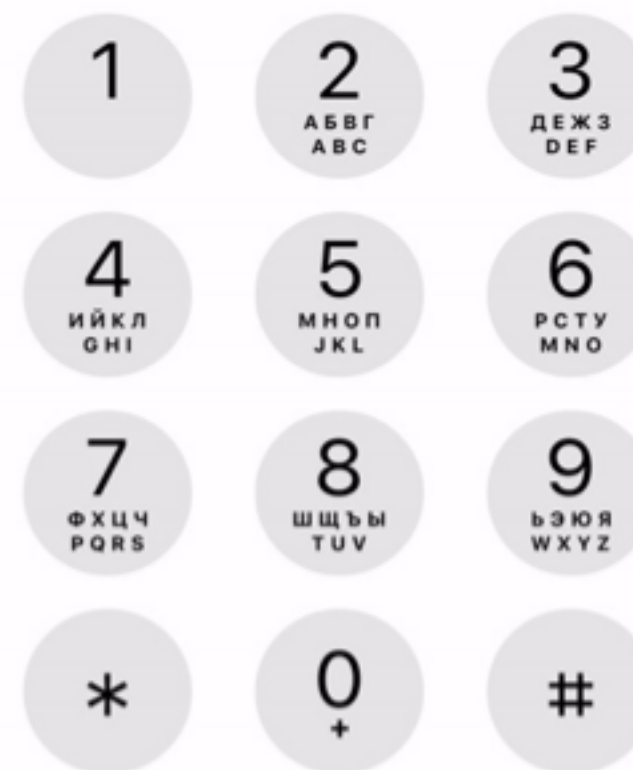 1 2 3
АБВГ ДЕЖЗ
ABC DEF
4 5 6
ИЙКЛ МНОП РСТУ
GHI JKL MNO
7 8 9
ФХЦЧ ШЩЪЫ ЬЭЮЯ
PQRS TUV WXYZ
* 0 #
+